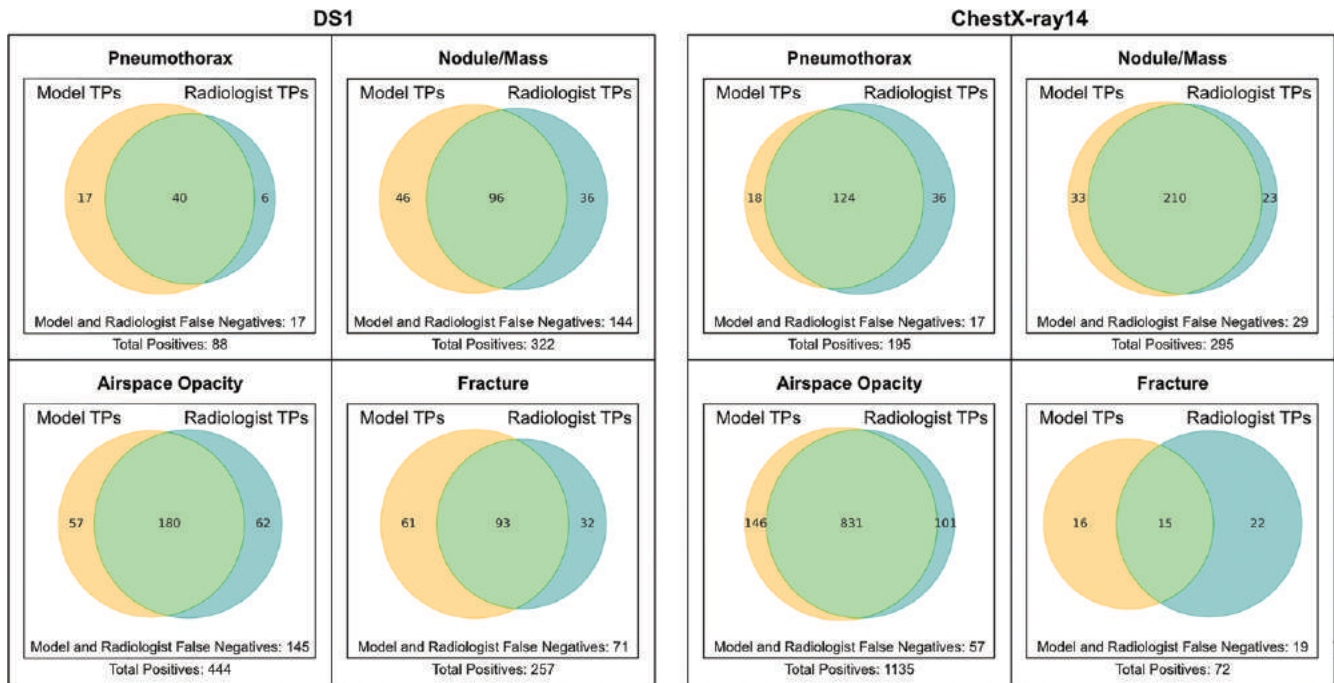 DS1
Pneumothorax
Model TPs Radiologist TPs
17 40 6
Model and Radiologist False Negatives: 17
Total Positives: 88
Nodule/Mass
Model TPs Radiologist TPs
46 96 36
Model and Radiologist False Negatives: 144
Total Positives: 322
Airspace Opacity
Model TPs Radiologist TPs
57 180 62
Model and Radiologist False Negatives: 145
Total Positives: 444
Fracture
Model TPs Radiologist TPs
61 93 32
Model and Radiologist False Negatives: 71
Total Positives: 257
ChestX-ray14
Pneumothorax
Model TPs Radiologist TPs
18 124 36
Model and Radiologist False Negatives: 17
Total Positives: 195
Nodule/Mass
Model TPs Radiologist TPs
33 210 23
Model and Radiologist False Negatives: 29
Total Positives: 295
Airspace Opacity
Model TPs Radiologist TPs
146 831 101
Model and Radiologist False Negatives: 57
Total Positives: 1135
Fracture
Model TPs Radiologist TPs
16 15 22
Model and Radiologist False Negatives: 19
Total Positives: 72